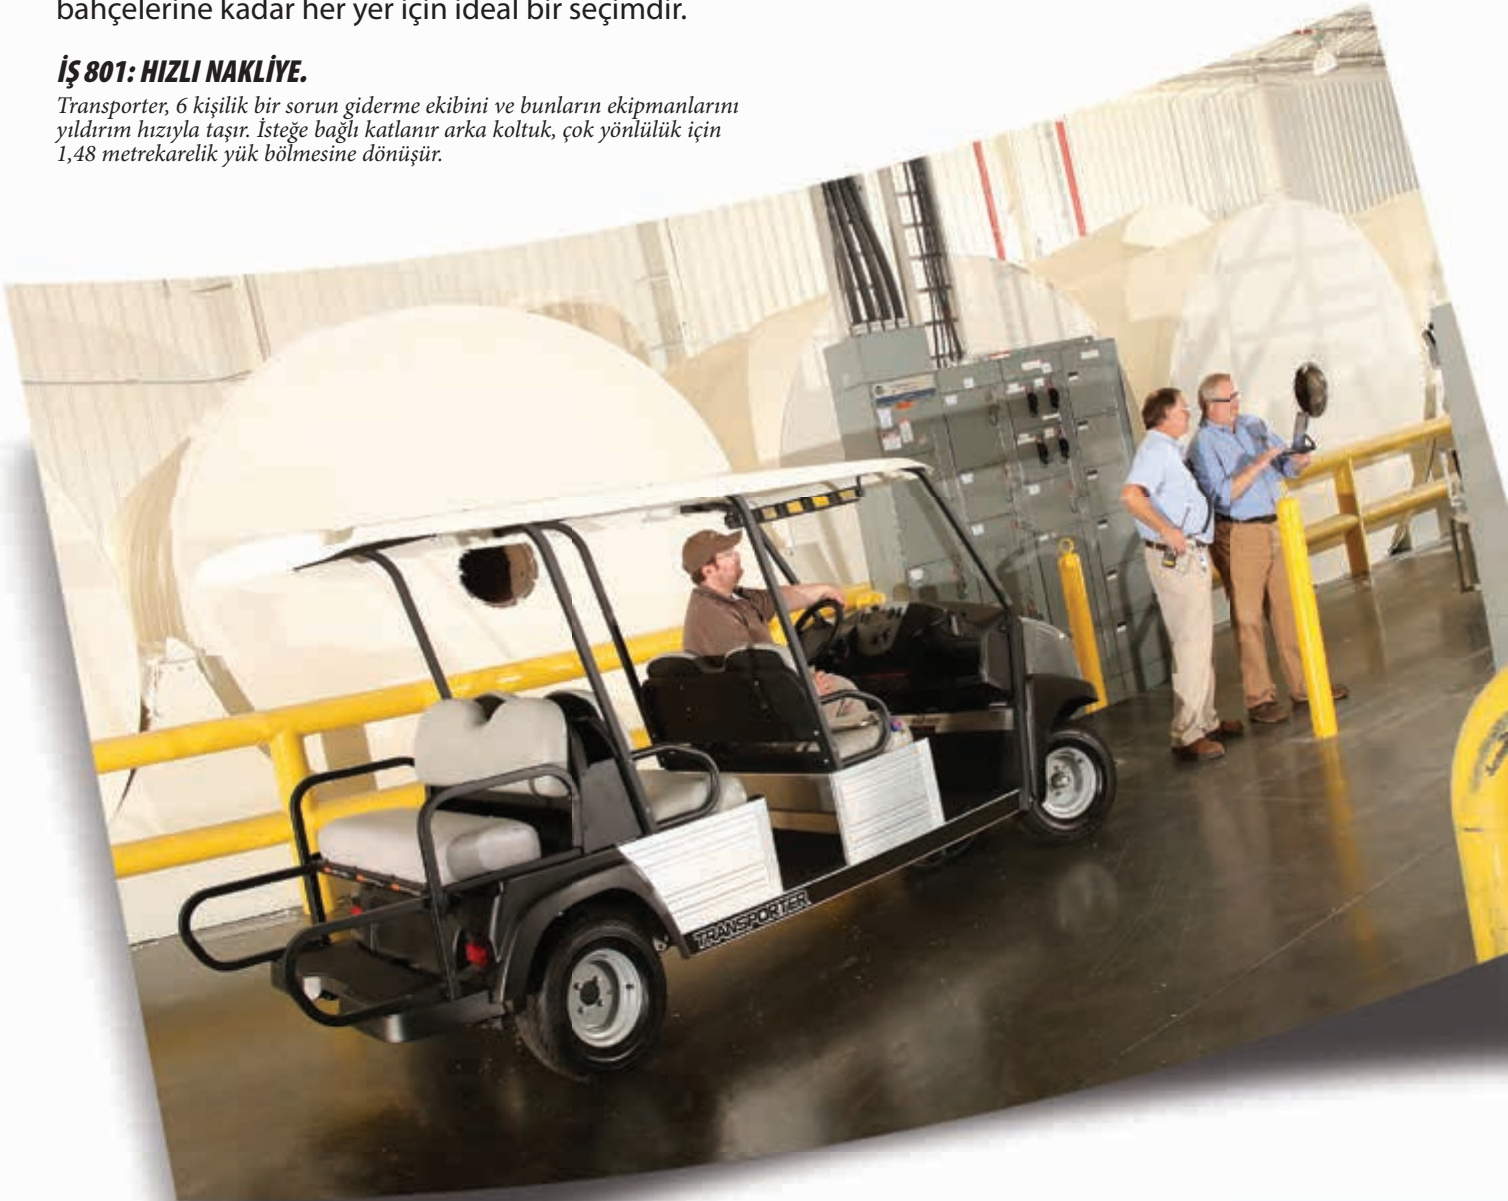 bahçelerine kadar her yer için ideal bir seçimdir.
İŞ 801: HIZLI NAKLİYE.
Transporter, 6 kişilik bir sorun giderme ekibini ve bunların ekipmanlarını
yıldırım hızıyla taşır. İsteğe bağlı katlanır arka koltuk, çok yönlülük için
1,48 metrekarelik yük bölmesine dönüşür.
TRANSPORTER